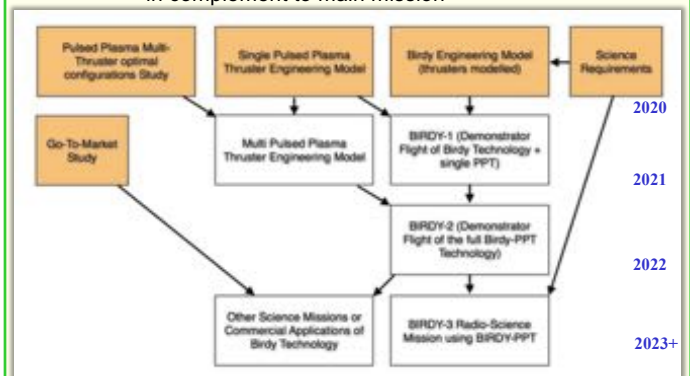 in complement to main mission
Pulsed Plasma Multi-
Thruster optimal
configurations Study
Single Pulsed Plasma
Thruster Engineering Model
Birdy Engineering Model
(thrusters modelled)
Science
Requirements
2020
Go-To-Market
Study
Multi Pulsed Plasma
Thruster Engineering Model
BIRDY-1 (Demonstrator
Flight of Birdy Technology +
single PPT)
2021
BIRDY-2 (Demonstrator
Flight of the full Birdy-PPT
Technology)
2022
Other Science Missions or
Commercial Applications of
Birdy Technology
BIRDY-3 Radio-Science
Mission using BIRDY-PPT
2023+